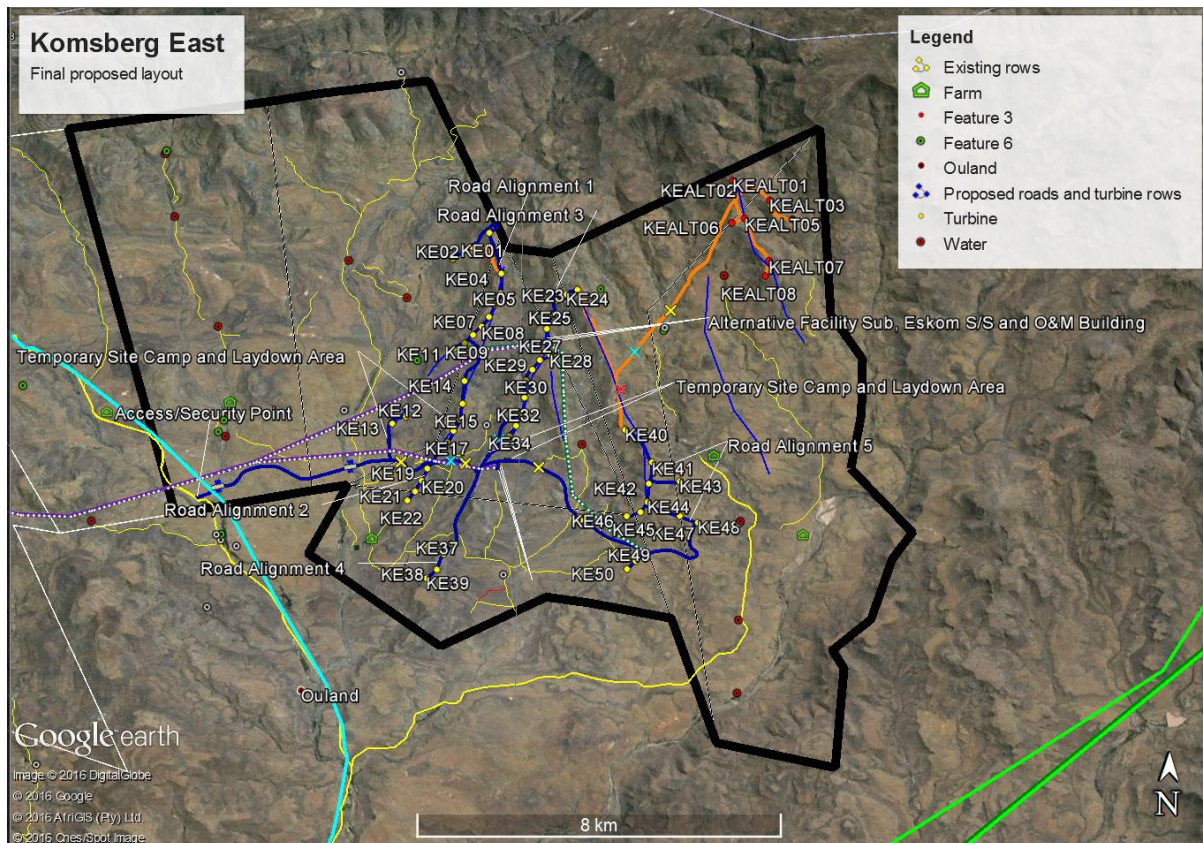 Komsberg East
Final proposed layout
Legend
Existing rows
Farm
Feature 3
Feature 6
Ouland
Proposed roads and turbine rows
Turbine
Water
Road Alignment 1
Road Alignment 3
KE02
KE01
KE04
KE05
KE07
KE08
KE09
KE11
KE12
KE13
KE14
KE15
KE17
KE19
KE20
KE21
KE22
KE23
KE24
KE25
KE27
KE28
KE29
KE30
KE32
KE34
KE37
KE38
KE39
KE40
KE41
KE42
KE43
KE44
KE45
KE46
KE47
KE48
KE49
KE50
KEALT02
KEALT01
KEALT03
KEALT06
KEALT05
KEALT07
KEALT08
Alternative Facility Sub, Eskom S/S and O&M Building
Temporary Site Camp and Laydown Area
Temporary Site Camp and Laydown Area
Access/Security Point
Road Alignment 5
Road Alignment 2
Road Alignment 4
Ouland
Google earth
Image © 2016 DigitalGlobe
© 2016 Google
© 2016 AfriGIS (Pty) Ltd.
© 2016 Cnes/Spot Image
8 km
N